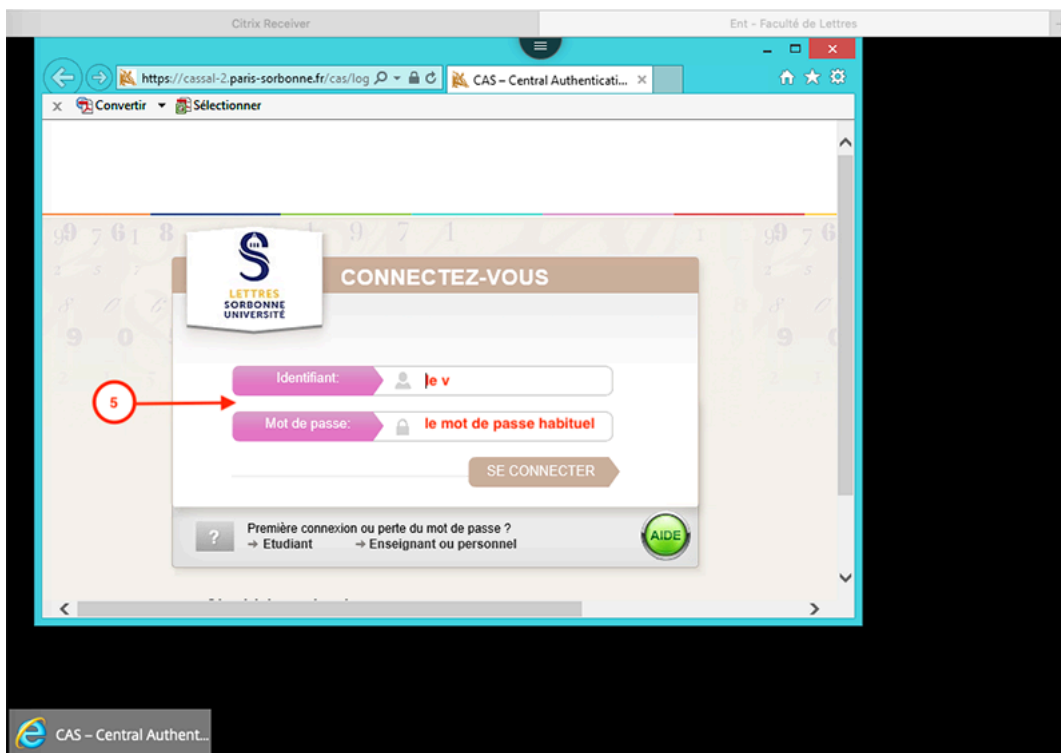 Citrix Receiver
Ent - Faculté de Lettres
https://cassal-2.paris-sorbonne.fr/cas/log
CAS – Central Authenticati...
x Convertir
Sélectionner
LETTRES
SORBONNE
UNIVERSITÉ
CONNECTEZ-VOUS
Identifiant:
le v
5
Mot de passe:
le mot de passe habituel
SE CONNECTER
?
Première connexion ou perte du mot de passe ?
→ Etudiant → Enseignant ou personnel
AIDE
CAS – Central Authent...